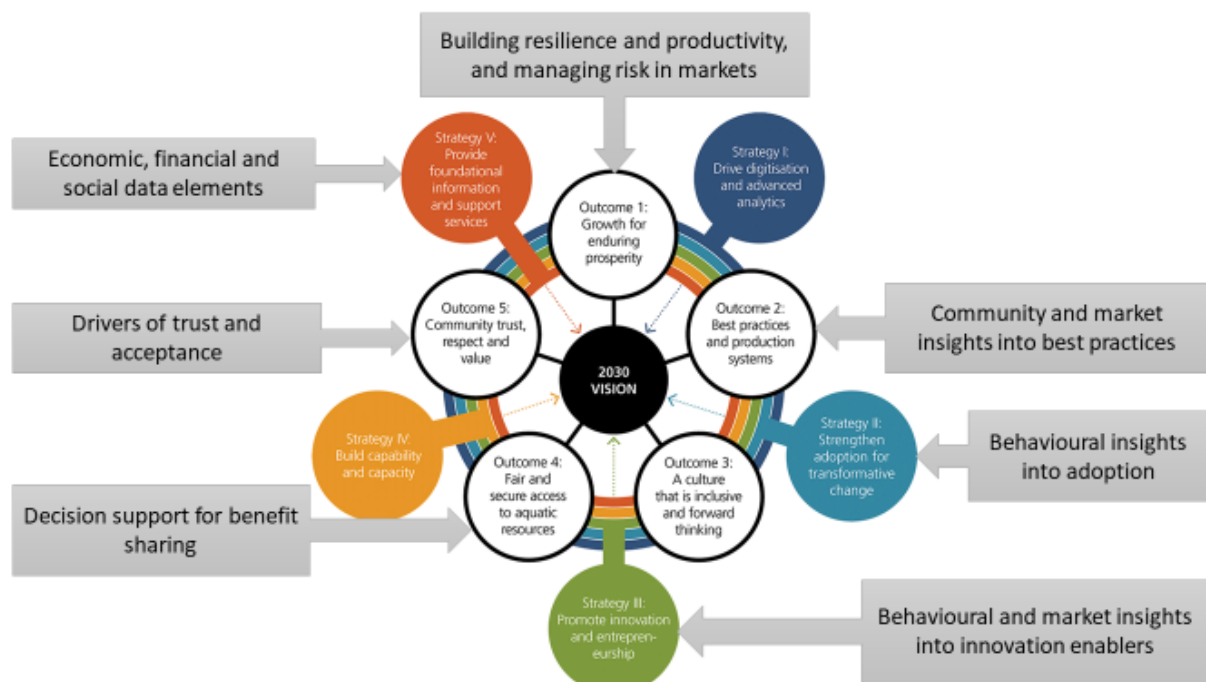 Building resilience and productivity,
and managing risk in markets
Economic, financial and
social data elements
Strategy V:
Provide
foundational
information
and support
services
Strategy I:
Drive digitisation
and advanced
analytics
Outcome 1:
Growth for
enduring
prosperity
Drivers of trust and
acceptance
Outcome 5:
Community trust,
respect and
value
2030
VISION
Outcome 2:
Best practices
and production
systems
Community and market
insights into best practices
Strategy IV:
Build capability
and capacity
Strategy II:
Strengthen
adoption for
transformative
change
Behavioural insights
into adoption
Decision support for benefit
sharing
Outcome 4:
Fair and
secure access
to aquatic
resources
Outcome 3:
A culture
that is inclusive
and forward
thinking
Strategy III:
Promote innovation
and entrepren-
eurship
Behavioural and market insights
into innovation enablers